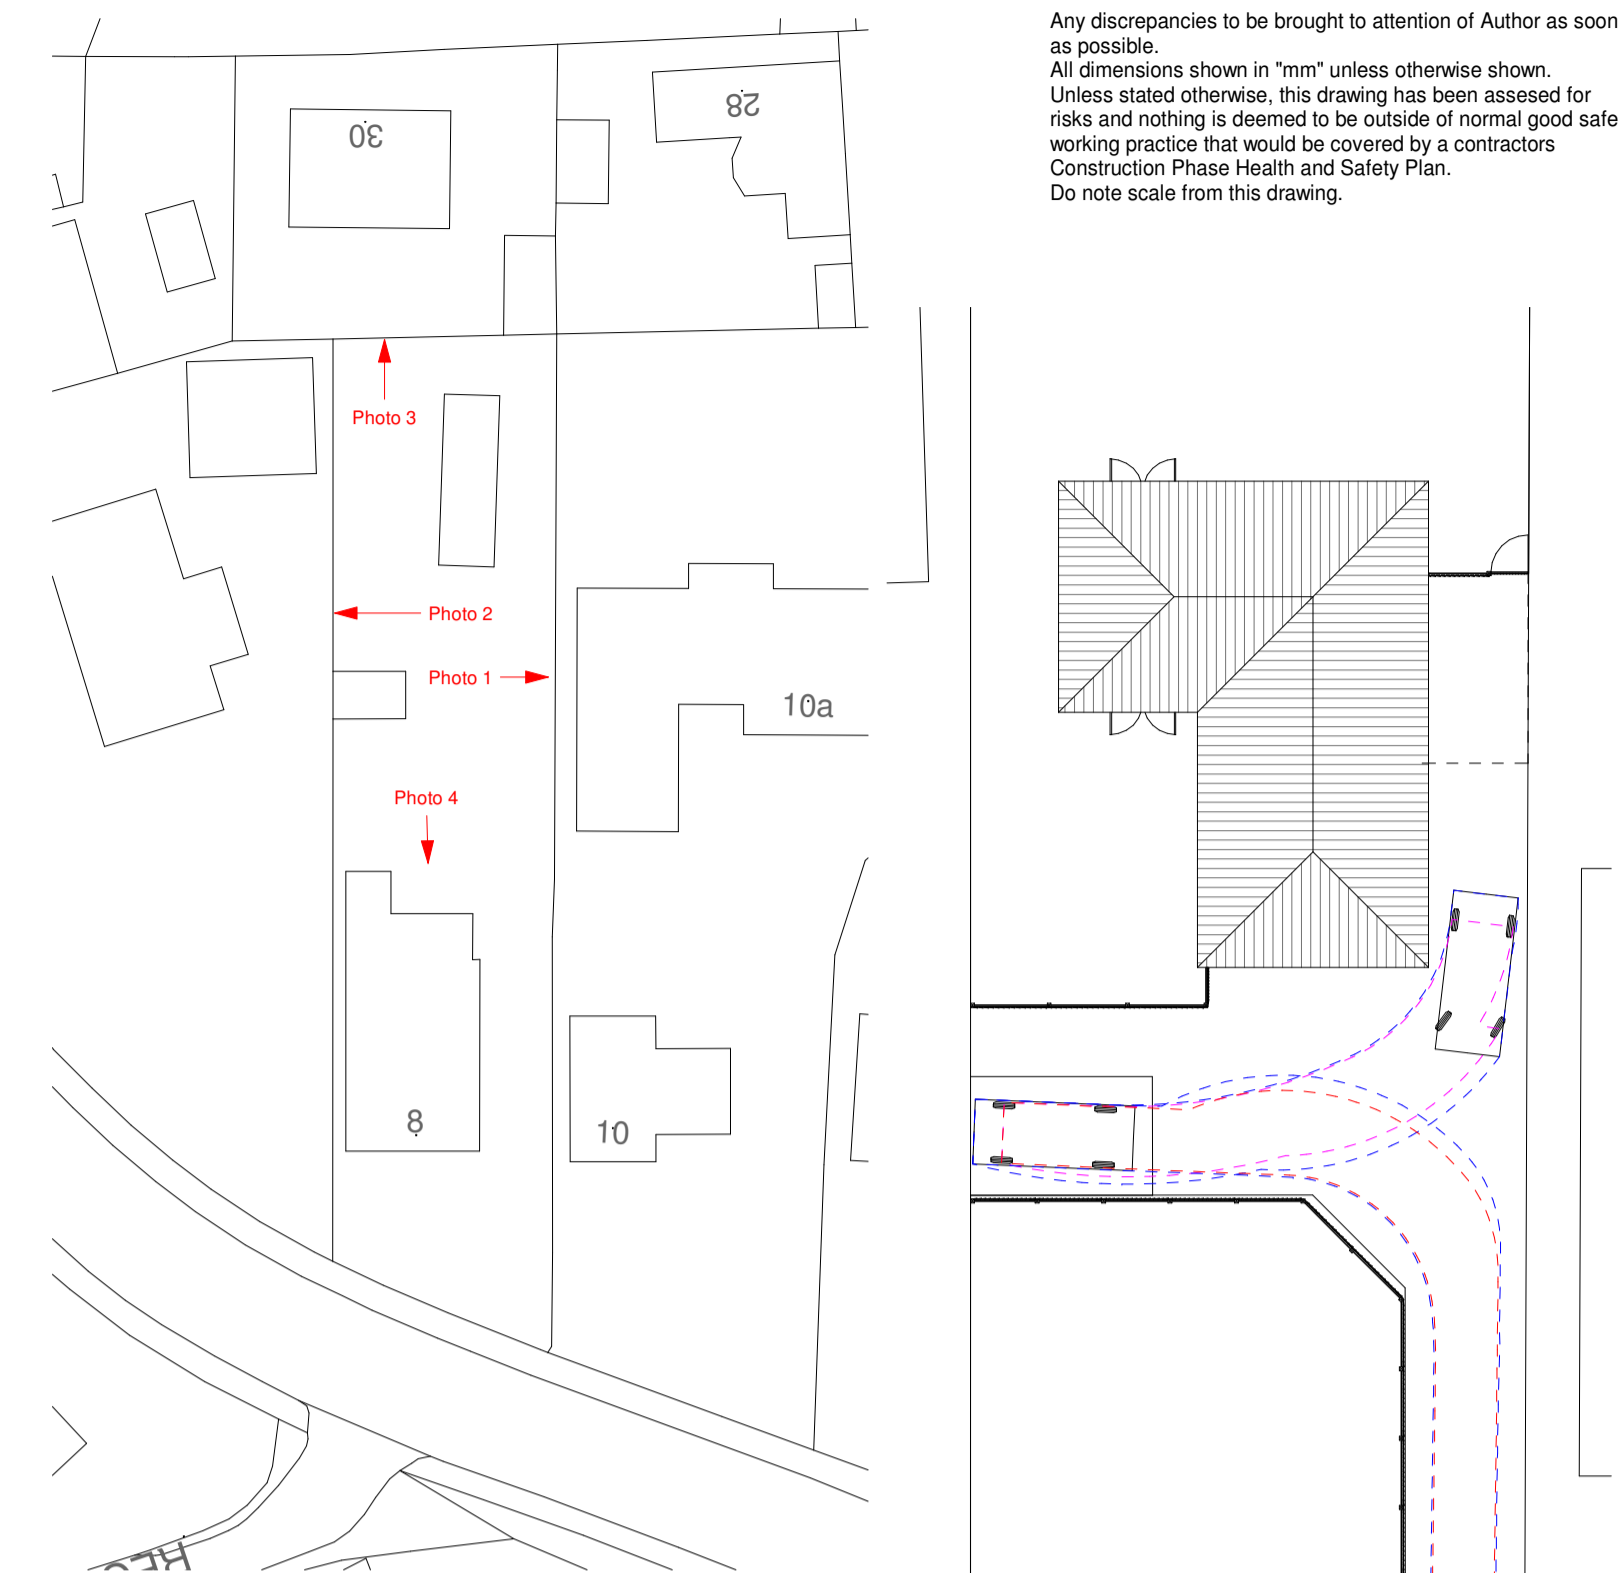 Any discrepancies to be brought to attention of Author as soon
as possible.
All dimensions shown in "mm" unless otherwise shown.
Unless stated otherwise, this drawing has been assesed for
risks and nothing is deemed to be outside of normal good safe
working practice that would be covered by a contractors
Construction Phase Health and Safety Plan.
Do note scale from this drawing.
28
30
Photo 3
Photo 2
Photo 1
10a
Photo 4
8
10